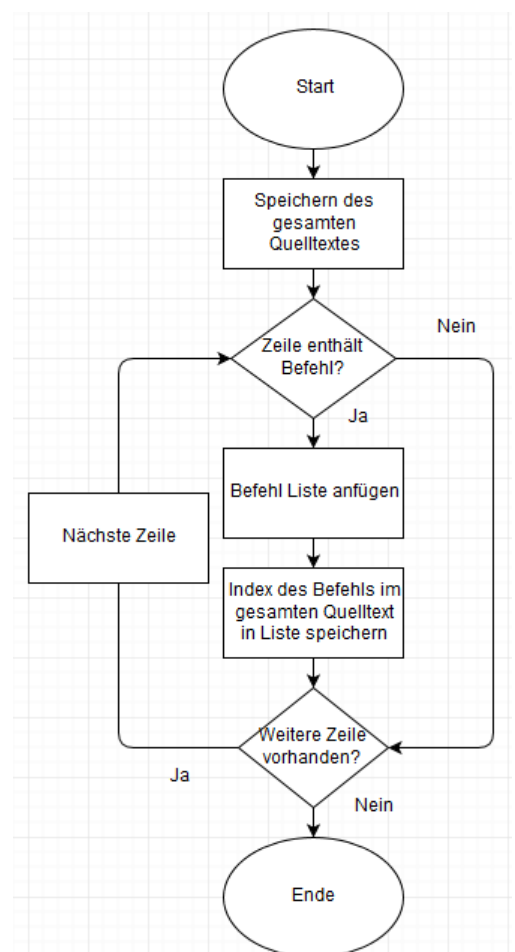 Start
Speichern des
gesamten
Quelltextes
Nein
Zeile enthält
Befehl?
Ja
Befehl Liste anfügen
Nächste Zeile
Index des Befehls im
gesamten Quelltext
in Liste speichern
Weitere Zeile
vorhanden?
Ja
Nein
Ende